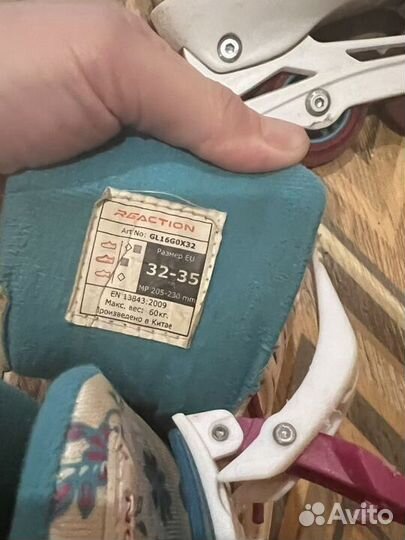 REACTION
Art No: GL16G0X32
Размер EU
32-35
MP 205-230 mm
EN 13843:2009
Макс. вес: 60кг.
Произведено в Китае
Avito